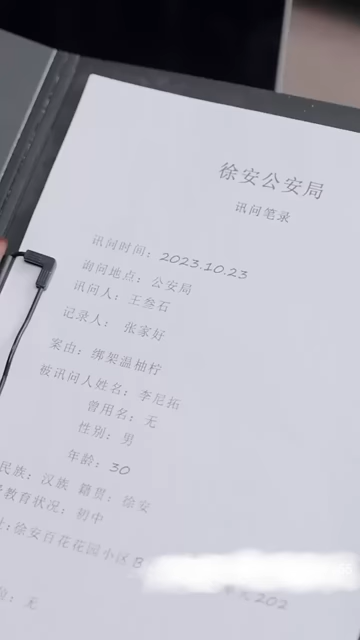 徐安公安局
讯问笔录
讯问时间：2023.10.23
询问地点：公安局
讯问人：王叁石
记录人：张家好
案由：绑架温柚柠
被讯问人姓名：李尼拓
曾用名：无
性别：男
年龄：30
民族：汉族 籍贯：徐安
教育状况：初中
徐安百花花园小区B 202
：无